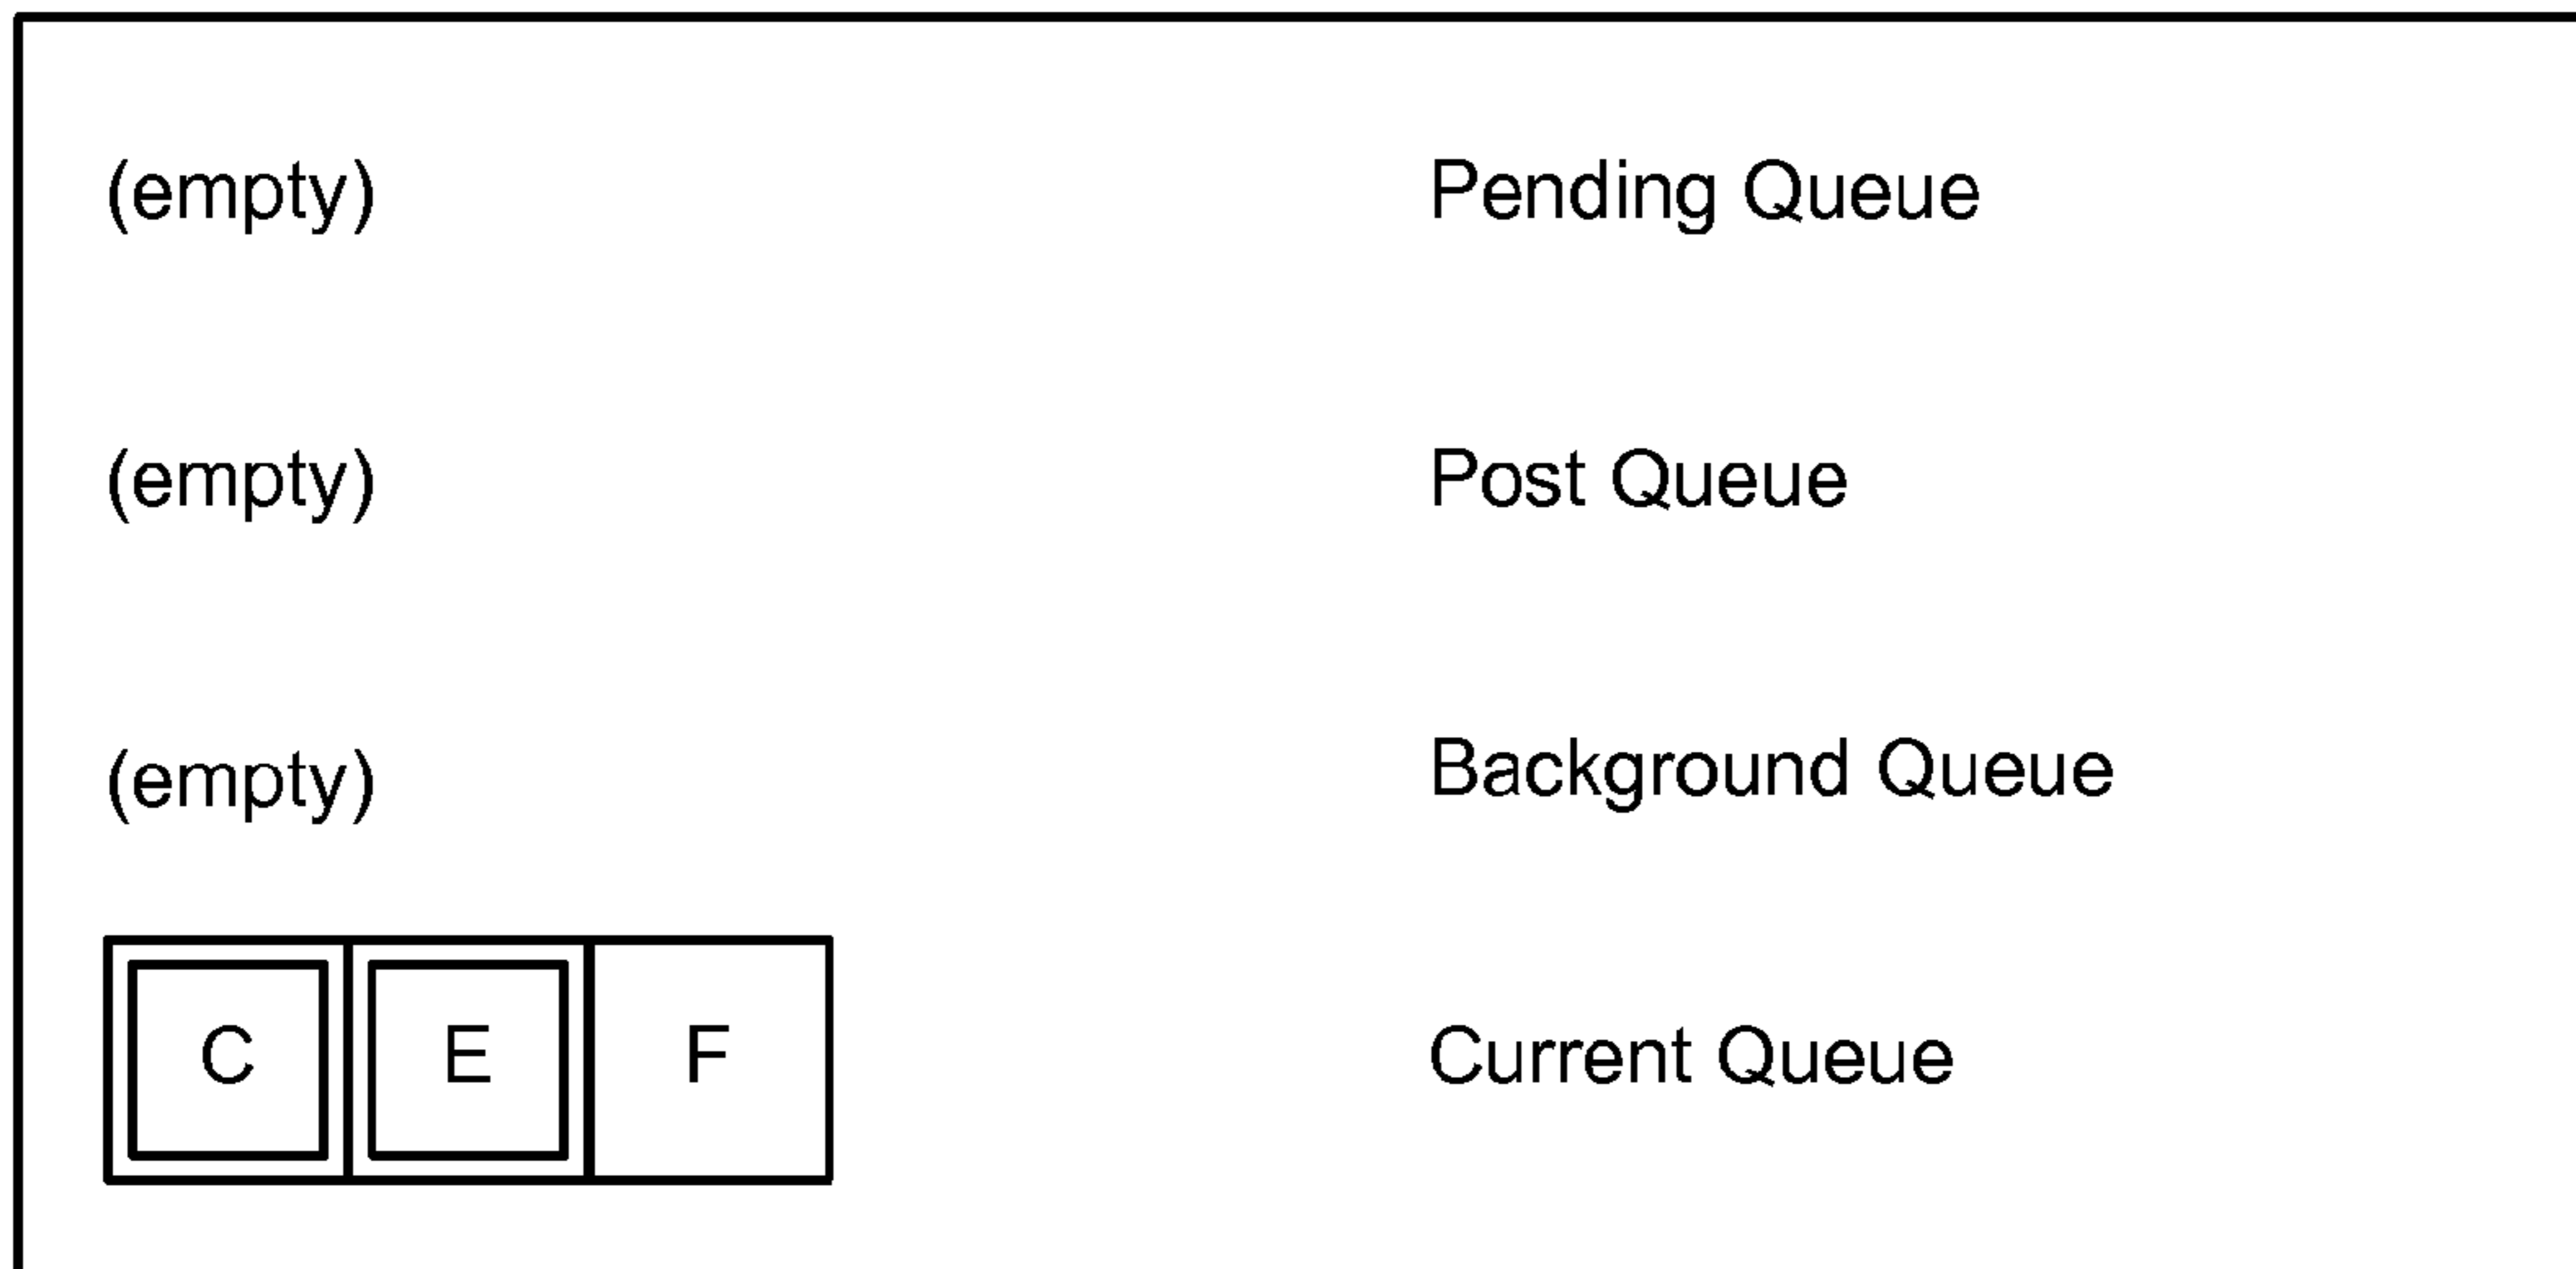 (empty) Pending Queue
(empty) Post Queue
(empty) Background Queue
C E F Current Queue